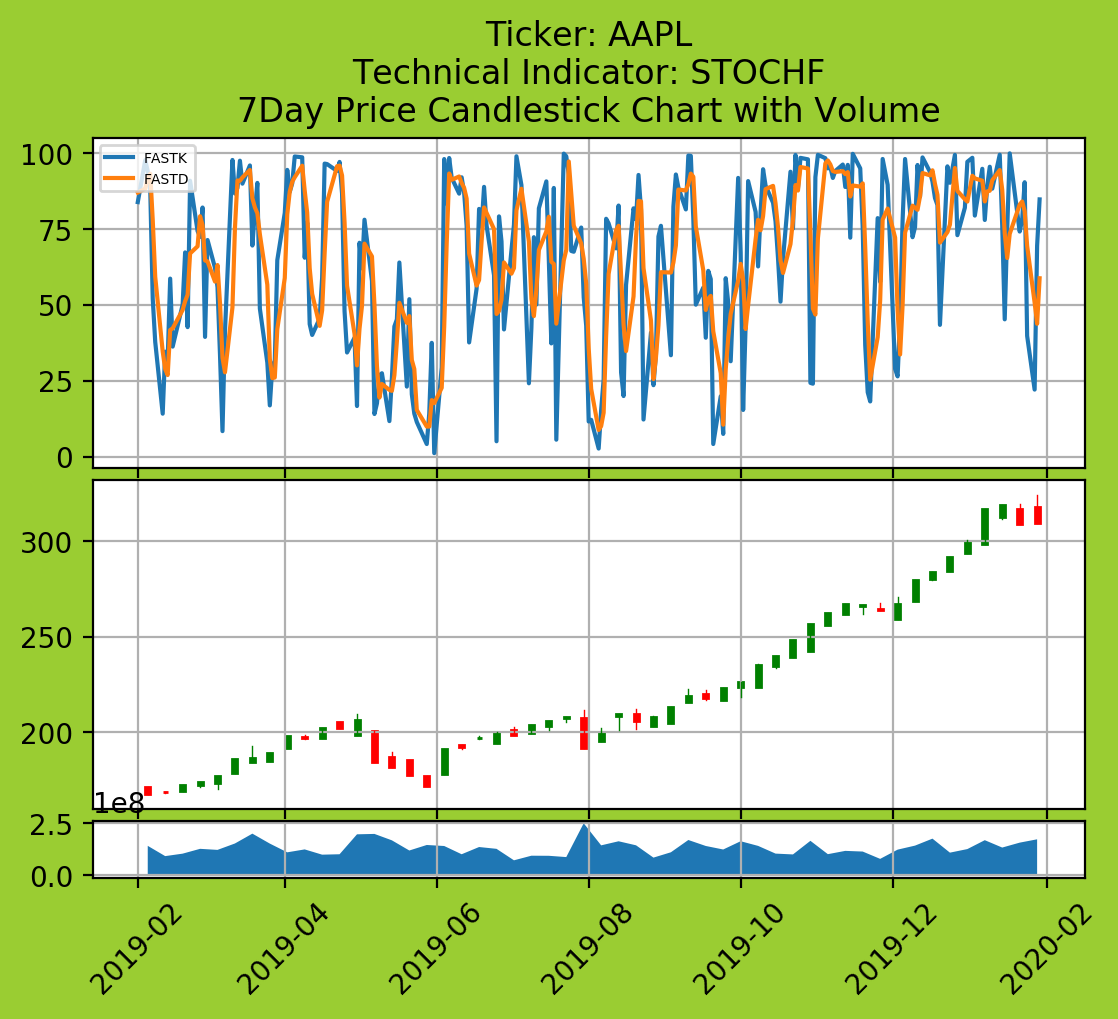 Ticker: AAPL
Technical Indicator: STOCHF
7Day Price Candlestick Chart with Volume
100
75
50
25
0
FASTK
FASTD
300
250
200
1e8
2.5
0.0
2019-02
2019-04
2019-06
2019-08
2019-10
2019-12
2020-02